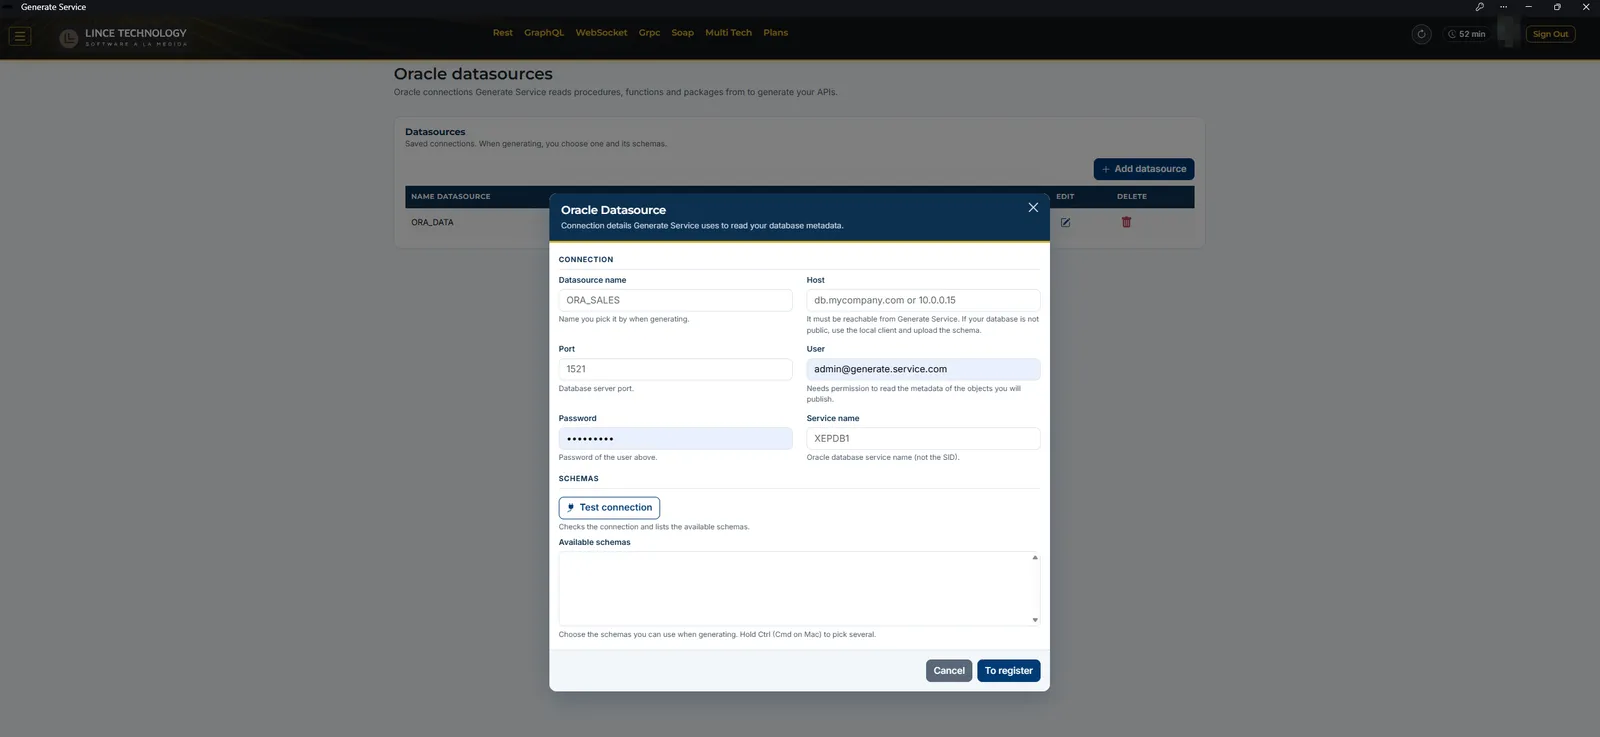 Generate Service
LINCE TECHNOLOGY
SOFTWARE A LA MEDIDA
Rest GraphQL WebSocket Grpc Soap Multi Tech Plans
52 min
Sign Out
Oracle datasources
Oracle connections Generate Service reads procedures, functions and packages from to generate your APIs.
Datasources
Saved connections. When generating, you choose one and its schemas.
+ Add datasource
NAME DATASOURCE EDIT DELETE
ORA_DATA
Oracle Datasource
Connection details Generate Service uses to read your database metadata.
CONNECTION
Datasource name
ORA_SALES
Name you pick it by when generating.
Host
db.mycompany.com or 10.0.0.15
It must be reachable from Generate Service. If your database is not
public, use the local client and upload the schema.
Port
1521
Database server port.
User
admin@generate.service.com
Needs permission to read the metadata of the objects you will
publish.
Password
•••••••••
Password of the user above.
Service name
XEPDB1
Oracle database service name (not the SID).
SCHEMAS
Test connection
Checks the connection and lists the available schemas.
Available schemas
Choose the schemas you can use when generating. Hold Ctrl (Cmd on Mac) to pick several.
Cancel
To register